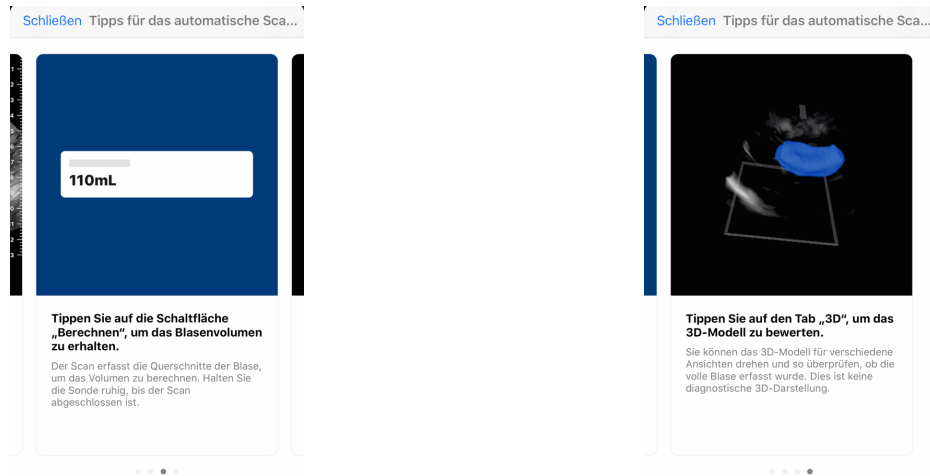 Schließen Tipps für das automatische Sca...
110mL
Tippen Sie auf die Schaltfläche
„Berechnen“, um das Blasenvolumen
zu erhalten.
Der Scan erfasst die Querschnitte der Blase,
um das Volumen zu berechnen. Halten Sie
die Sonde ruhig, bis der Scan
abgeschlossen ist.
Schließen Tipps für das automatische Sca...
Tippen Sie auf den Tab „3D“, um das
3D-Modell zu bewerten.
Sie können das 3D-Modell für verschiedene
Ansichten drehen und so überprüfen, ob die
volle Blase erfasst wurde. Dies ist keine
diagnostische 3D-Darstellung.